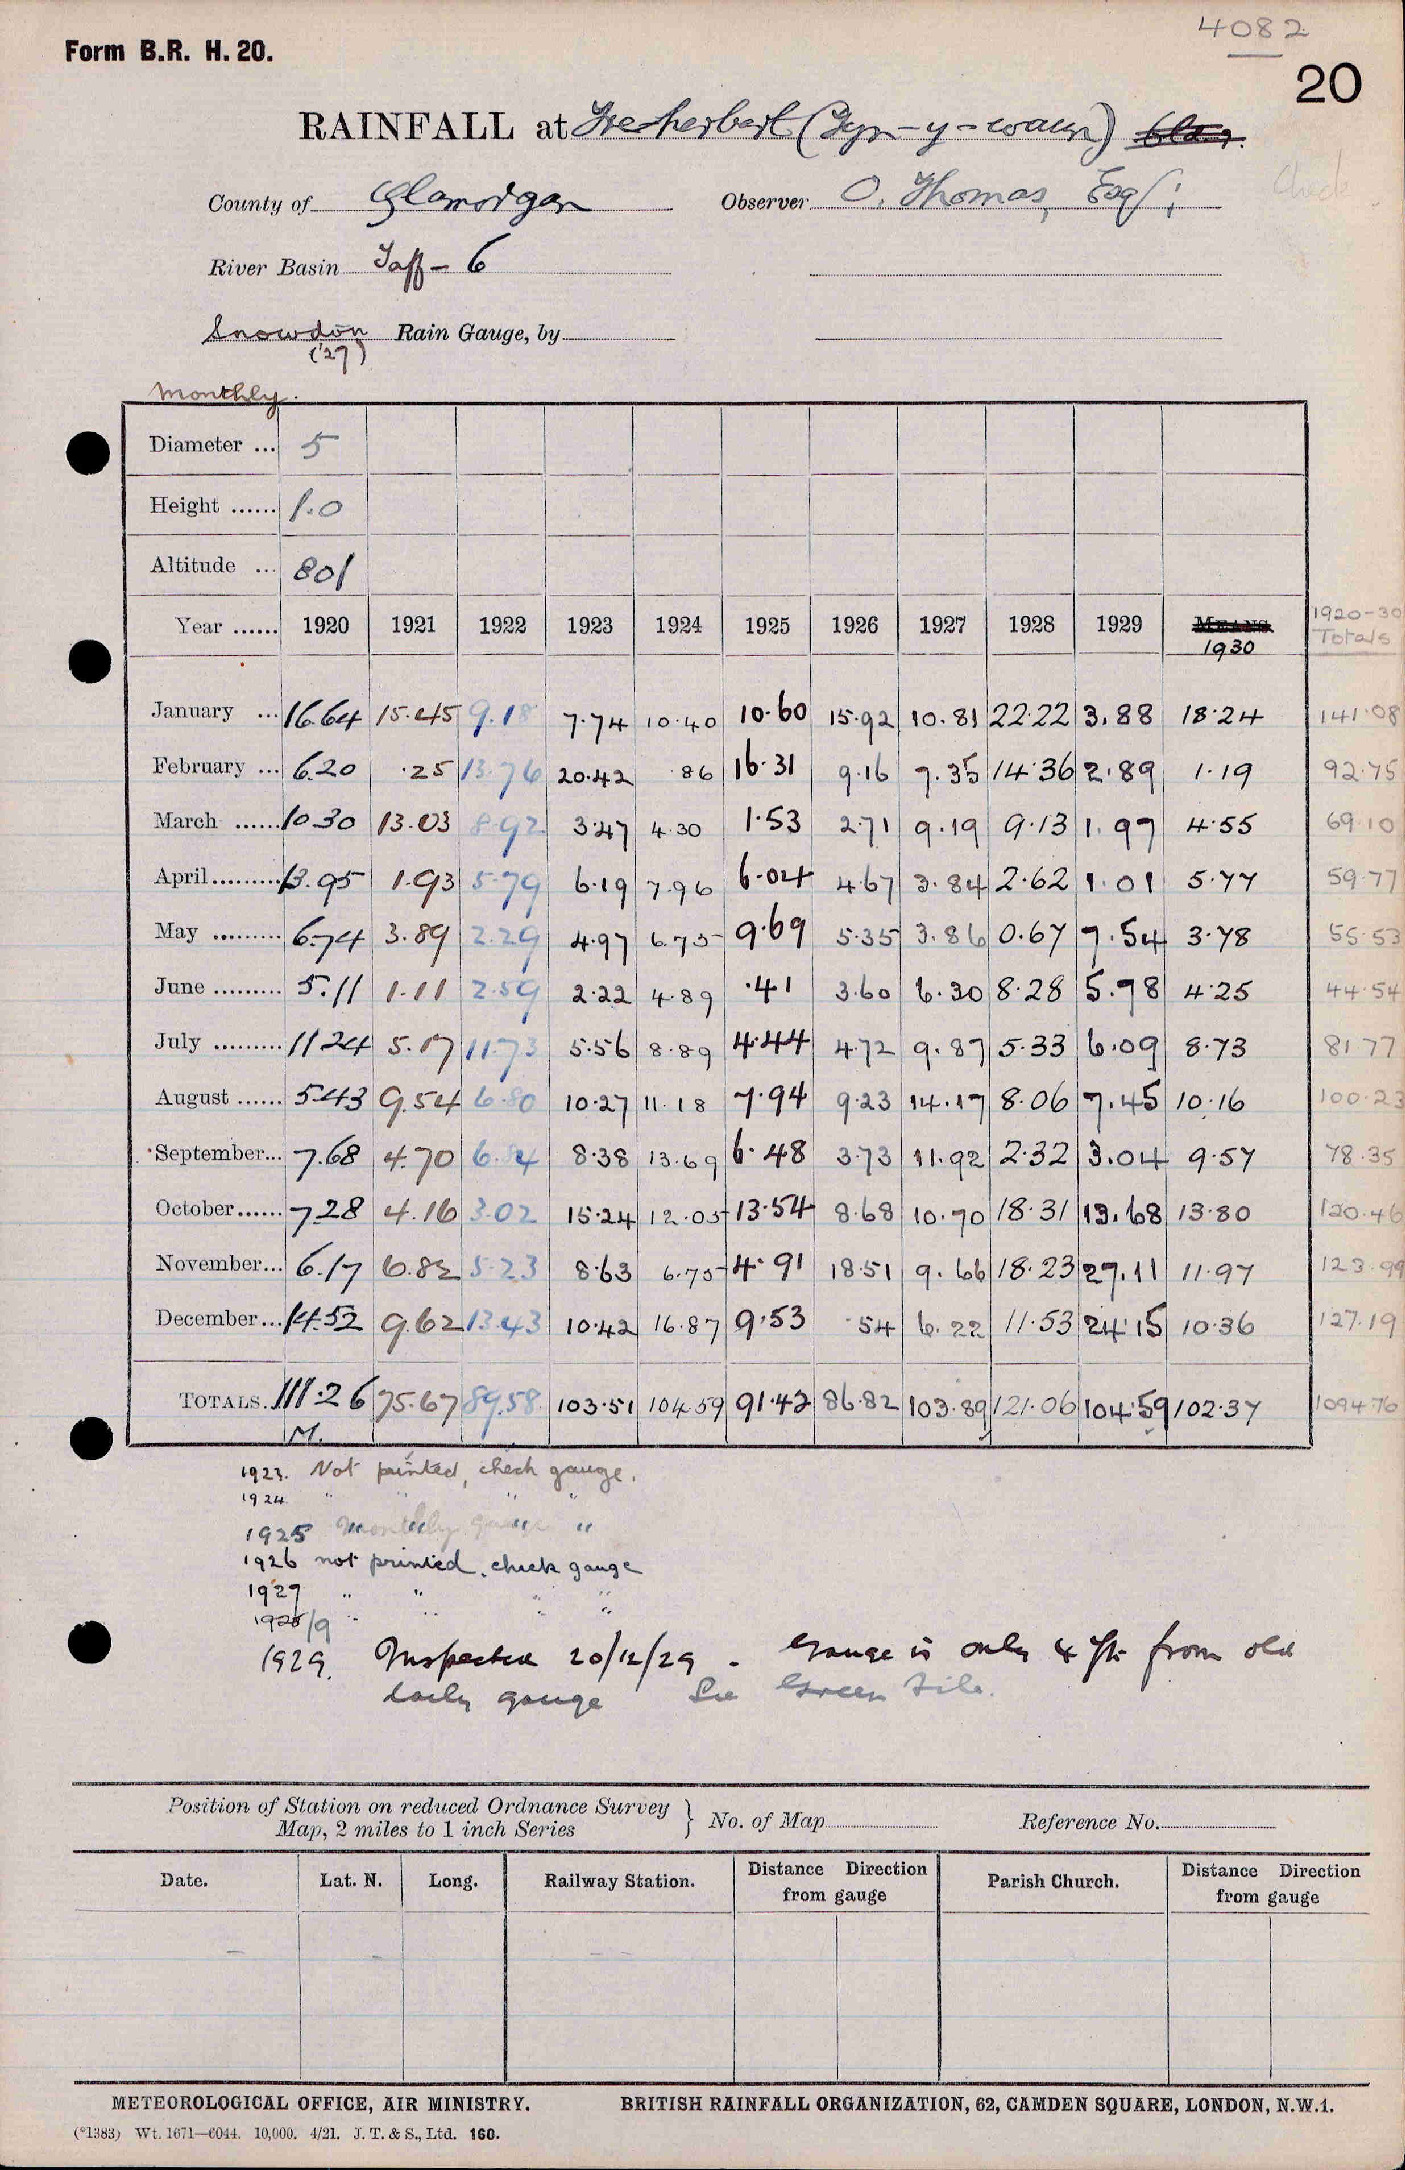 4082
Form B.R. H. 20.
20
RAINFALL at Treherbert (Tyn-y-waun)
Check
County of Glamorgan Observer O. Thomas, Esq;
River Basin Taff - 6
Snowdon Rain Gauge, by
('27)
Monthly.
Diameter ... 5
Height ...... 1.0
Altitude ... 801
Year ...... 1920 1921 1922 1923 1924 1925 1926 1927 1928 1929 MEANS 1930 1920-30 Totals
January ... 16.64 15.45 9.18 7.74 10.40 10.60 15.92 10.81 22.22 3.88 18.24 141.08
February ... 6.20 .25 13.76 20.42 .86 16.31 9.16 7.35 14.36 2.89 1.19 92.75
March ...... 10.30 13.03 8.92 3.47 4.30 1.53 2.71 9.19 9.13 1.97 4.55 69.10
April ......... 13.95 1.93 5.79 6.19 7.96 6.04 4.67 3.84 2.62 1.01 5.77 59.77
May ......... 6.74 3.89 2.29 4.97 6.75 9.69 5.35 3.86 0.67 7.54 3.78 55.53
June ......... 5.11 1.11 2.59 2.22 4.89 .41 3.60 6.30 8.28 5.78 4.25 44.54
July ......... 11.24 5.17 11.73 5.56 8.89 4.44 4.72 9.87 5.33 6.09 8.73 81.77
August ...... 5.43 9.54 6.80 10.27 11.18 7.94 9.23 14.17 8.06 7.45 10.16 100.23
September... 7.68 4.70 6.84 8.38 13.69 6.48 3.73 11.92 2.32 3.04 9.57 78.35
October...... 7.28 4.16 3.02 15.24 12.05 13.54 8.68 10.70 18.31 13.68 13.80 120.46
November... 6.17 6.82 5.23 8.63 6.75 4.91 18.51 9.66 18.23 27.11 11.97 123.99
December... 14.52 9.62 13.43 10.42 16.87 9.53 .54 6.22 11.53 24.15 10.36 127.19
TOTALS. 111.26 75.67 89.58 103.51 104.59 91.42 86.82 103.89 121.06 104.59 102.37 1094.76
M.
1923. Not printed, check gauge.
1924 " " " "
1925 Monthly gauge "
1926 not printed. check gauge
1927 " " " "
1928/9 " " " "
1929. Inspected 20/12/29 - Gauge is only 4 ft from old
daily gauge See Green File.
Position of Station on reduced Ordnance Survey
Map, 2 miles to 1 inch Series } No. of Map Reference No.
Date. Lat. N. Long. Railway Station. Distance Direction from gauge Parish Church. Distance Direction from gauge
METEOROLOGICAL OFFICE, AIR MINISTRY. BRITISH RAINFALL ORGANIZATION, 62, CAMDEN SQUARE, LONDON, N.W.1.
(°1383) Wt. 1671—6044. 10,000. 4/21. J. T. & S., Ltd. 160.